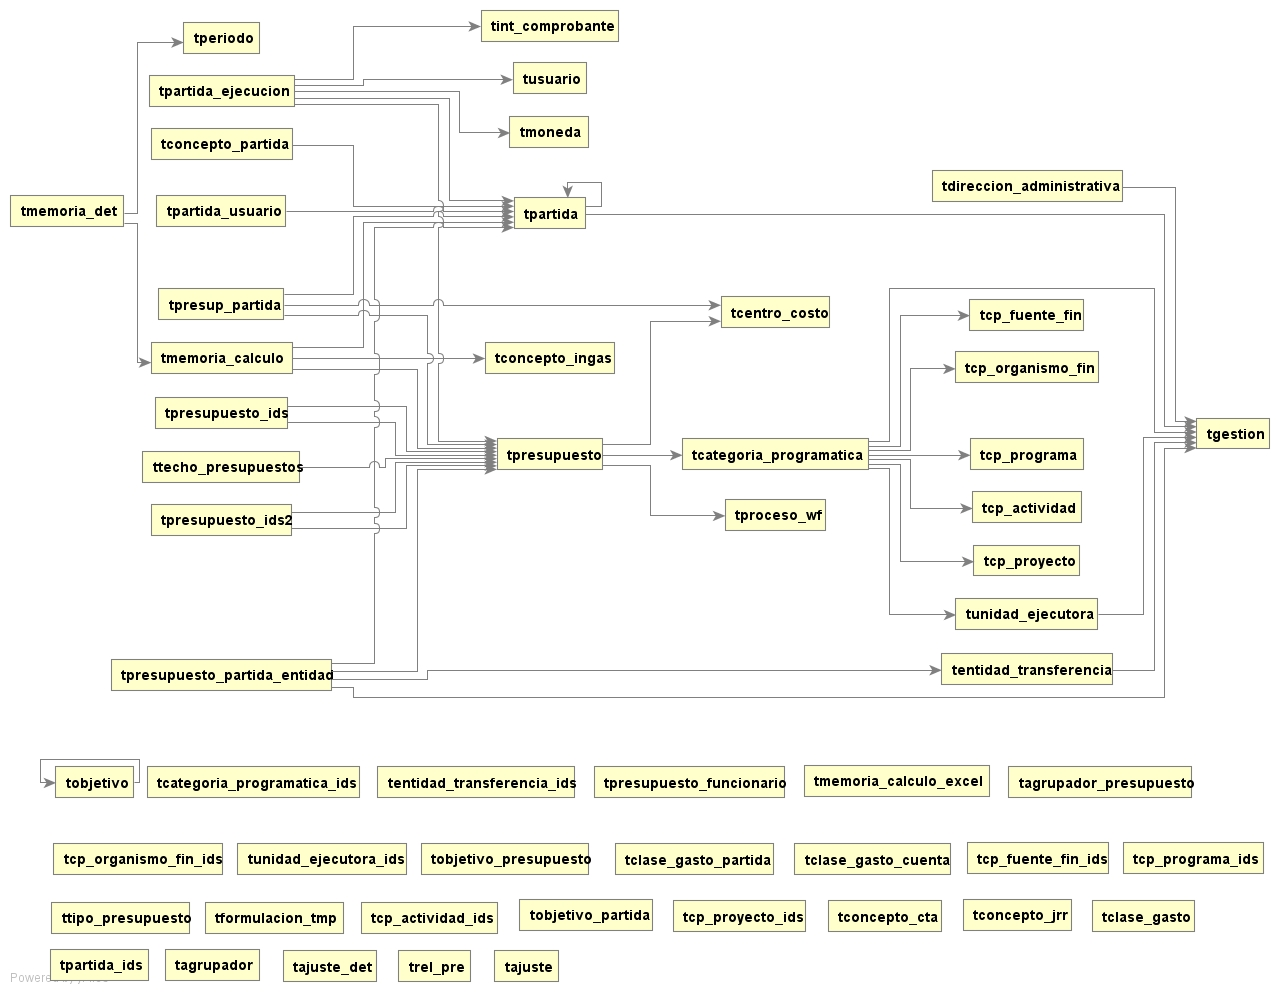 tperiodo
tint_comprobante
tpartida_ejecucion
tusuario
tmoneda
tconcepto_partida
tdireccion_administrativa
tmemoria_det
tpartida_usuario
tpartida
tpresup_partida
tcentro_costo
tcp_fuente_fin
tmemoria_calculo
tconcepto_ingas
tcp_organismo_fin
tpresupuesto_ids
tgestion
ttecho_presupuestos
tpresupuesto
tcategoria_programatica
tcp_programa
tpresupuesto_ids2
tproceso_wf
tcp_actividad
tcp_proyecto
tunidad_ejecutora
tpresupuesto_partida_entidad
tentidad_transferencia
tobjetivo
tcategoria_programatica_ids
tentidad_transferencia_ids
tpresupuesto_funcionario
tmemoria_calculo_excel
tagrupador_presupuesto
tcp_organismo_fin_ids
tunidad_ejecutora_ids
tobjetivo_presupuesto
tclase_gasto_partida
tclase_gasto_cuenta
tcp_fuente_fin_ids
tcp_programa_ids
ttipo_presupuesto
tformulacion_tmp
tcp_actividad_ids
tobjetivo_partida
tcp_proyecto_ids
tconcepto_cta
tconcepto_jrr
tclase_gasto
tpartida_ids
tagrupador
tajuste_det
trel_pre
tajuste
Powered